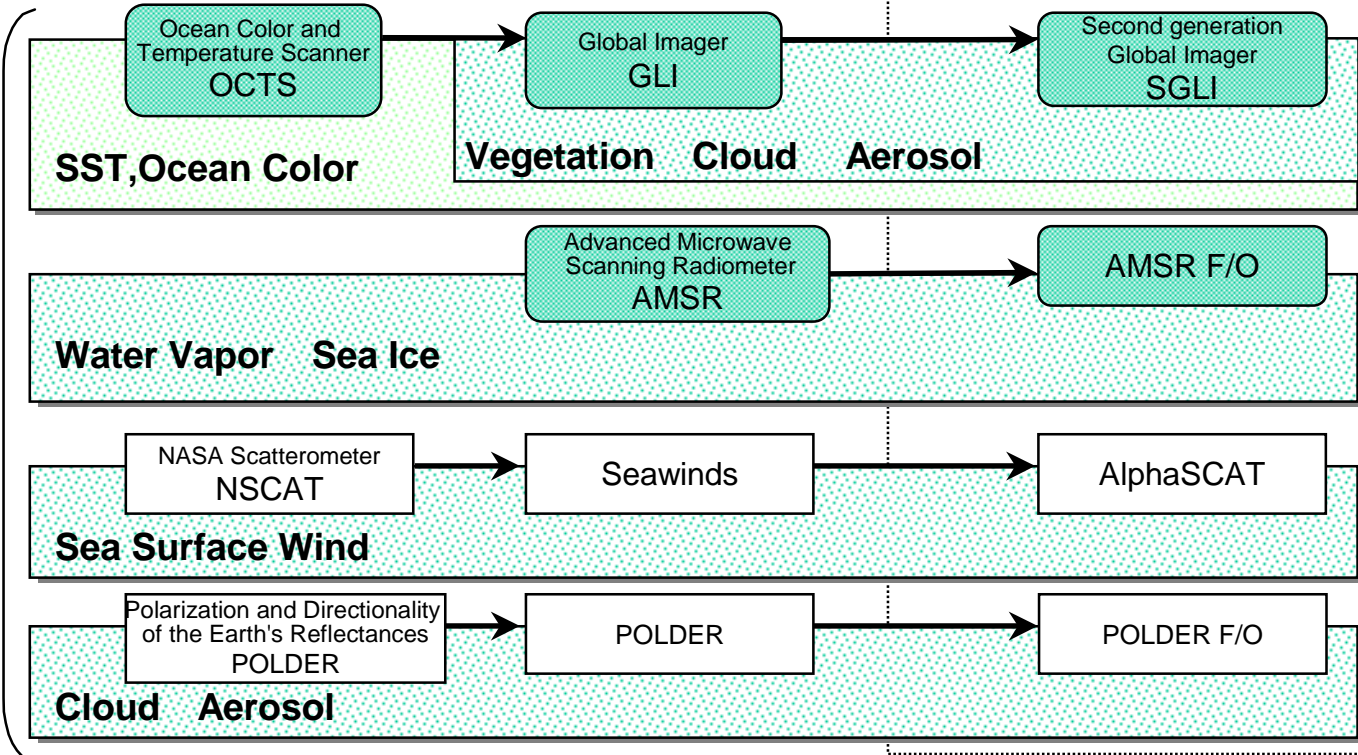 Ocean Color and
Temperature Scanner
OCTS
Global Imager
GLI
Second generation
Global Imager
SGLI
SST,Ocean Color
Vegetation Cloud Aerosol
Advanced Microwave
Scanning Radiometer
AMSR
AMSR F/O
Water Vapor Sea Ice
NASA Scatterometer
NSCAT
Seawinds
AlphaSCAT
Sea Surface Wind
Polarization and Directionality
of the Earth's Reflectances
POLDER
POLDER
POLDER F/O
Cloud Aerosol